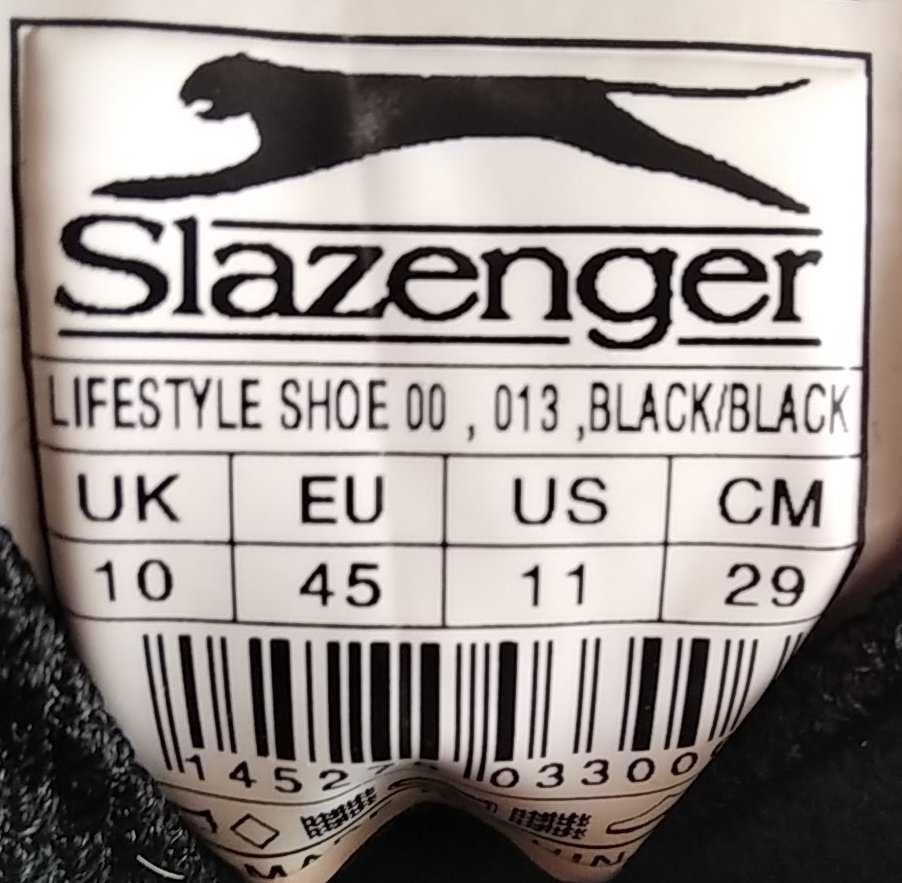 Slazenger
LIFESTYLE SHOE 00 , 013 ,BLACK/BLACK
UK EU US CM
10 45 11 29